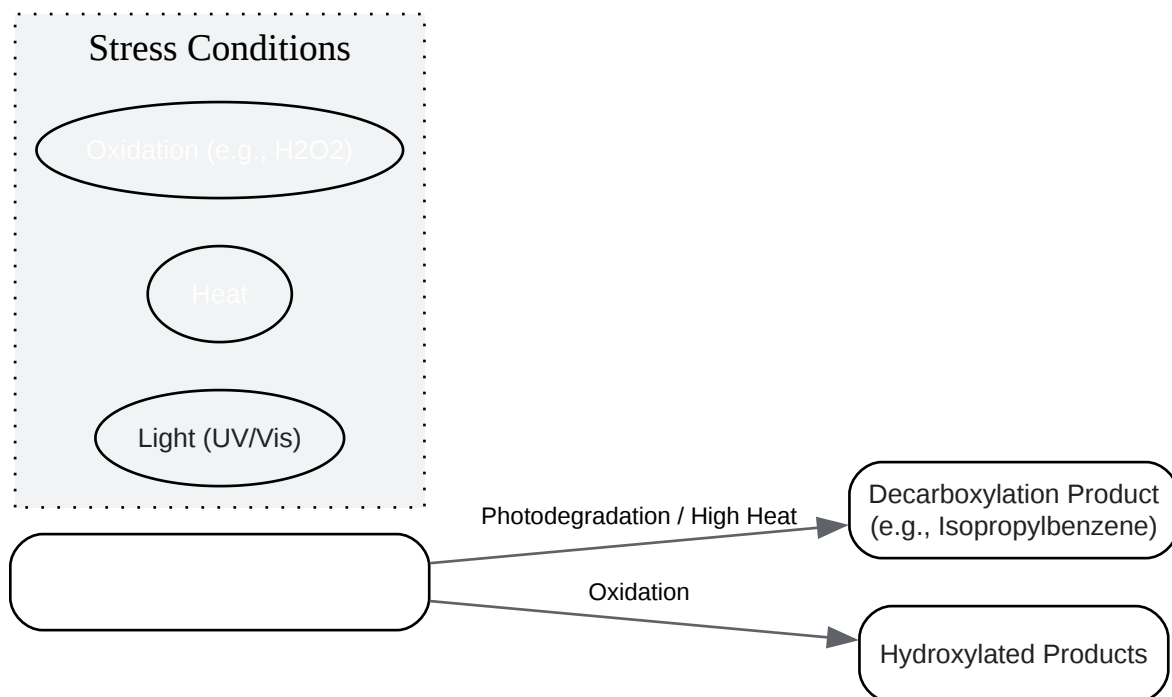 Stress Conditions
Oxidation (e.g., H2O2)
Heat
Light (UV/Vis)
Photodegradation / High Heat
Decarboxylation Product
(e.g., Isopropylbenzene)
Oxidation
Hydroxylated Products